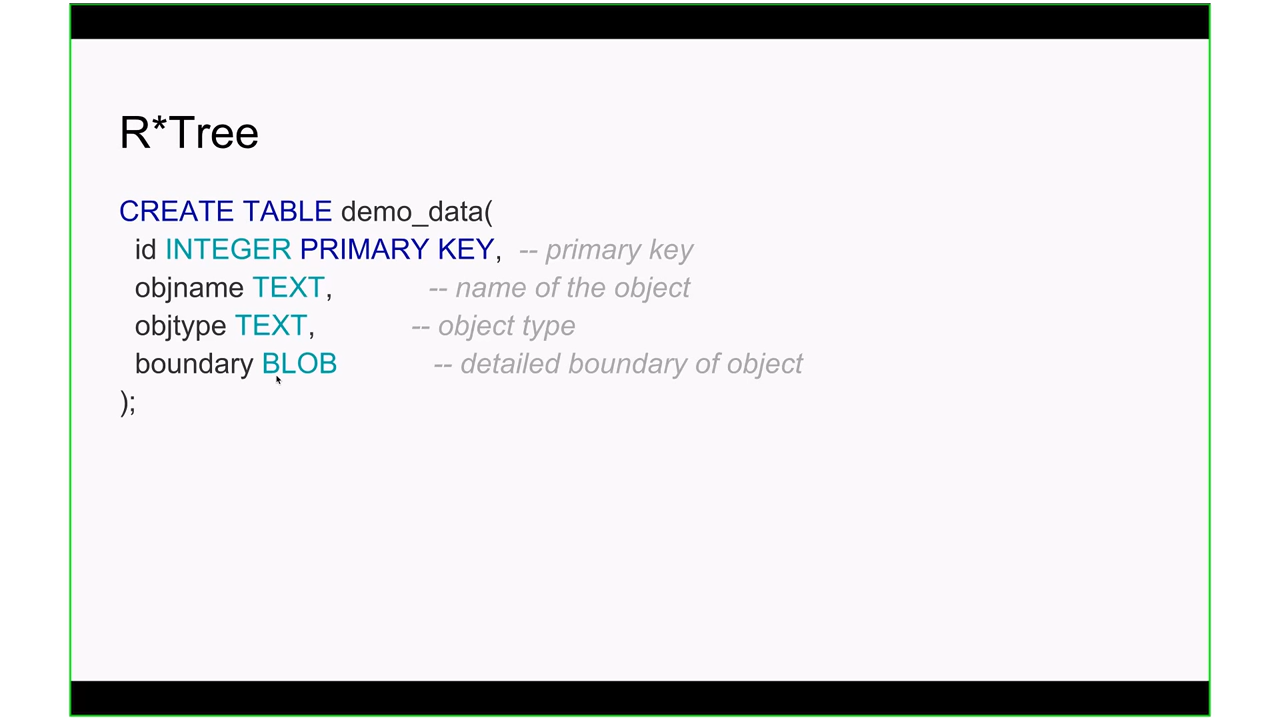 R*Tree
CREATE TABLE demo_data(
id INTEGER PRIMARY KEY, -- primary key
objname TEXT, -- name of the object
objtype TEXT, -- object type
boundary BLOB -- detailed boundary of object
);